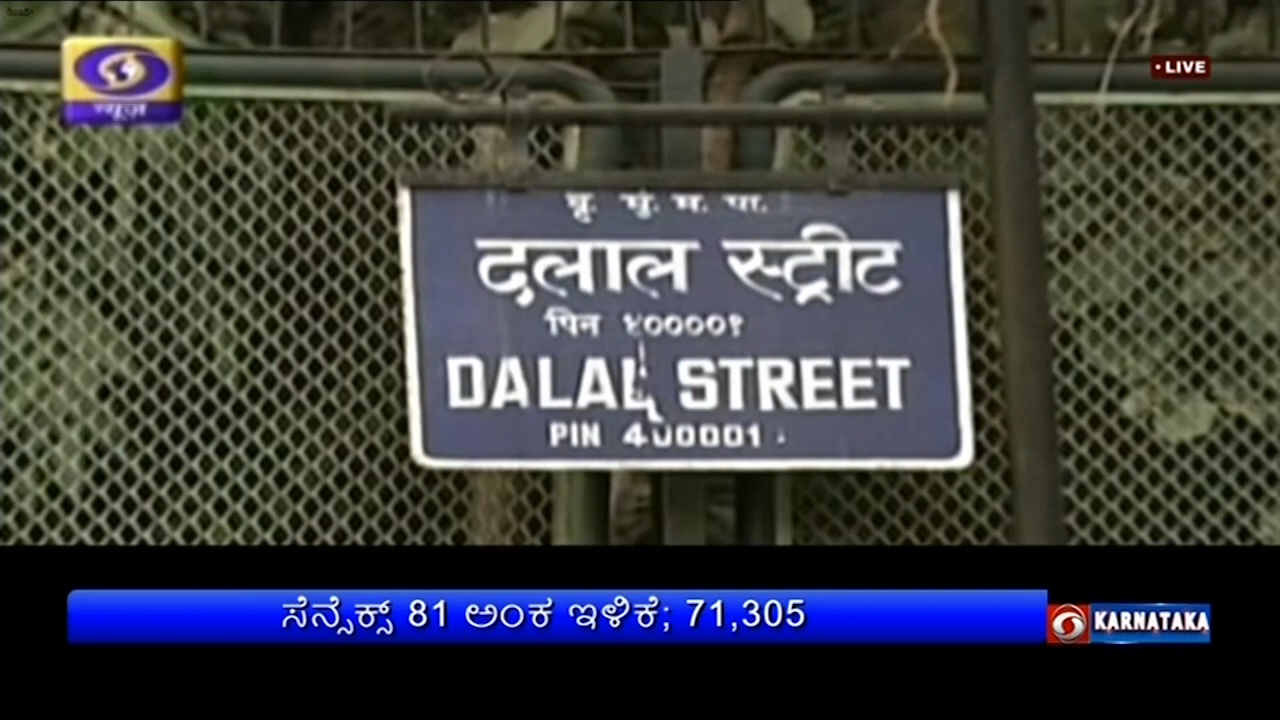 न्यूज़
LIVE
बृ. मुं. म. पा.
दलाल स्ट्रीट
पिन ४००००१
DALAL STREET
PIN 400001
ಸೆನ್ಸೆಕ್ಸ್ 81 ಅಂಕ ಇಳಿಕೆ; 71,305
KARNATAKA